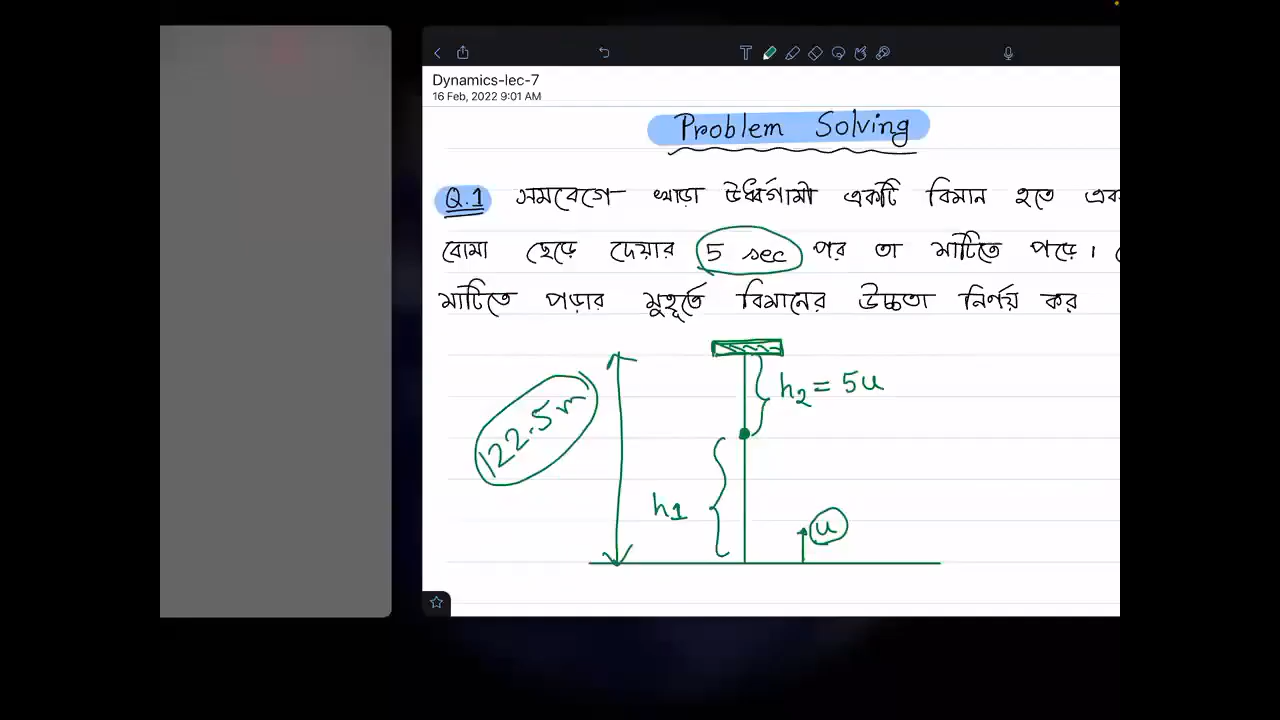 Dynamics-lec-7
16 Feb, 2022 9:01 AM
Problem Solving
Q.1 সমবেগে খাড়া উর্ধ্বগামী একটি বিমান হতে
বোমা ছেড়ে দেয়ার 5 sec পর তা মাটিতে পড়ে।
মাটিতে পড়ার মুহূর্তে বিমানের উচ্চতা নির্ণয় কর
h2 = 5u
122.5m
h1
u